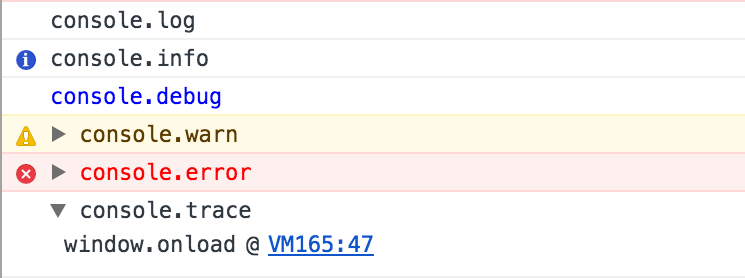 console.log
console.info
console.debug
console.warn
console.error
console.trace
window.onload @ VM165:47